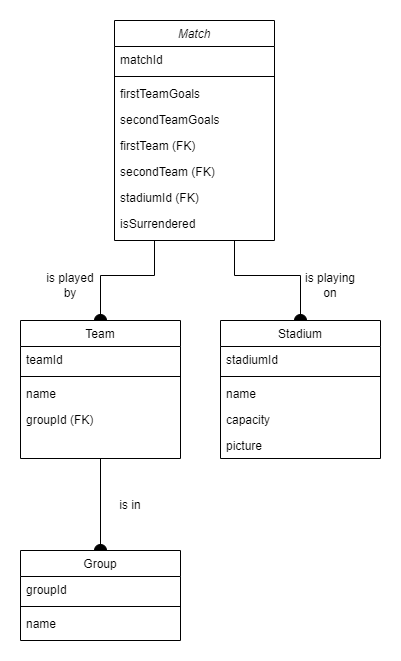 Match
matchId
firstTeamGoals
secondTeamGoals
firstTeam (FK)
secondTeam (FK)
stadiumId (FK)
isSurrendered
is played
by
is playing
on
Team
teamId
name
groupId (FK)
Stadium
stadiumId
name
capacity
picture
is in
Group
groupId
name